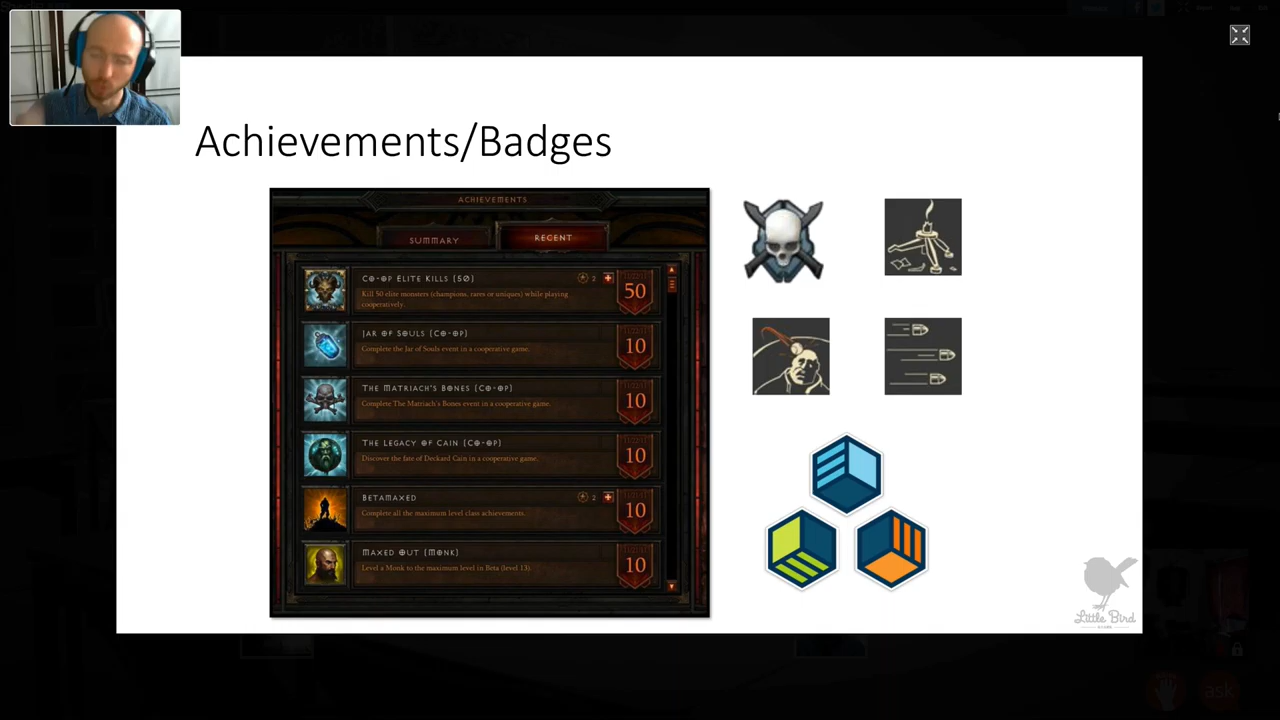 Achievements/Badges
ACHIEVEMENTS
SUMMARY
RECENT
CO-OP ELITE KILLS (50)
2
50
Kill 50 elite monsters (champions, rares or uniques) while playing
cooperatively.
JAR OF SOULS (CO-OP)
10
Complete the Jar of Souls event in a cooperative game.
THE MATRIACH'S BONES (CO-OP)
10
Complete The Matriach's Bones event in a cooperative game.
THE LEGACY OF CAIN (CO-OP)
10
Discover the fate of Deckard Cain in a cooperative game.
BETAMAXED
2
10
Complete all the maximum level class achievements.
MAXED OUT (MONK)
10
Level a Monk to the maximum level in Beta (level 13)
Little Bird
ask